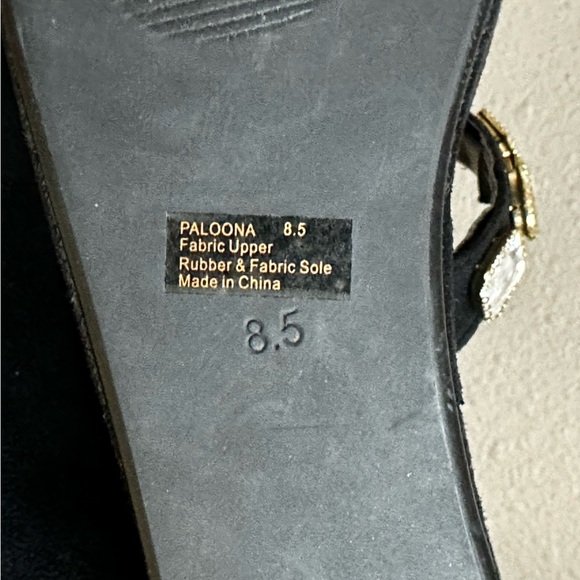 PALOONA 8.5
Fabric Upper
Rubber & Fabric Sole
Made in China
8.5